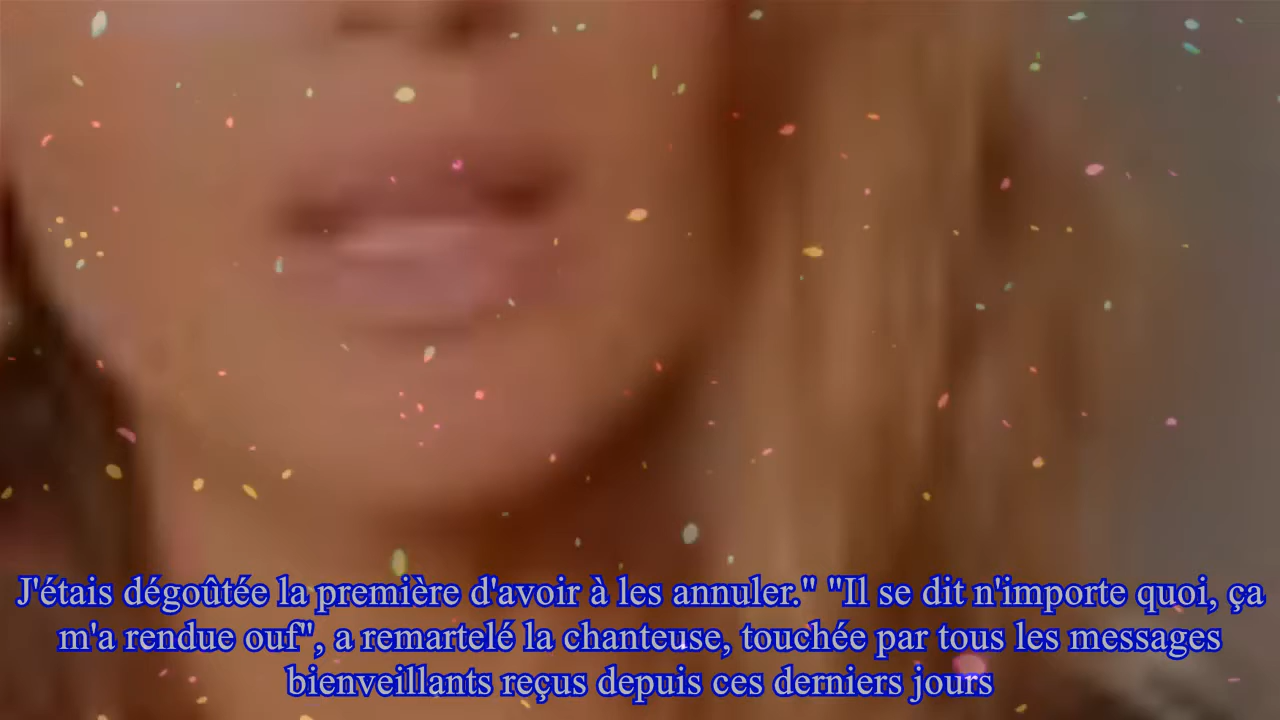 J'étais dégoûtée la première d'avoir à les annuler." "Il se dit n'importe quoi, ça
m'a rendue ouf", a remartelé la chanteuse, touchée par tous les messages
bienveillants reçus depuis ces derniers jours